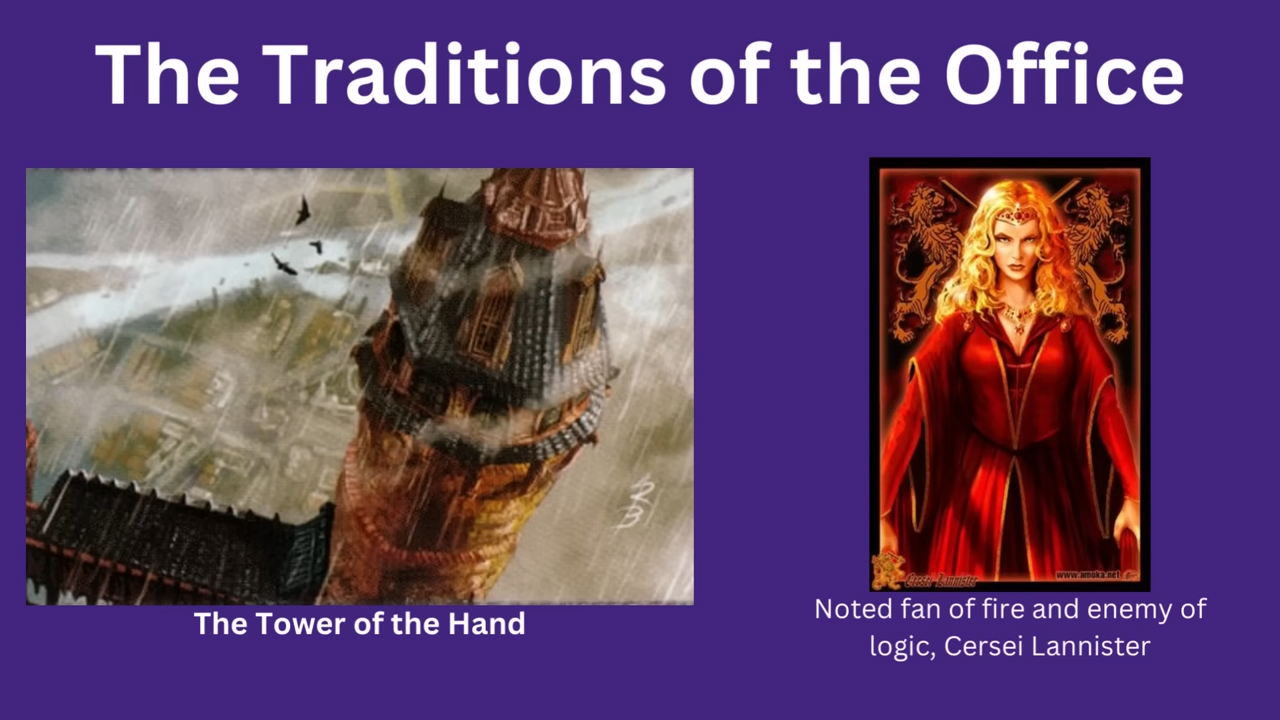 The Traditions of the Office
The Tower of the Hand
Cersei Lannister
www.amoka.net
Noted fan of fire and enemy of
logic, Cersei Lannister